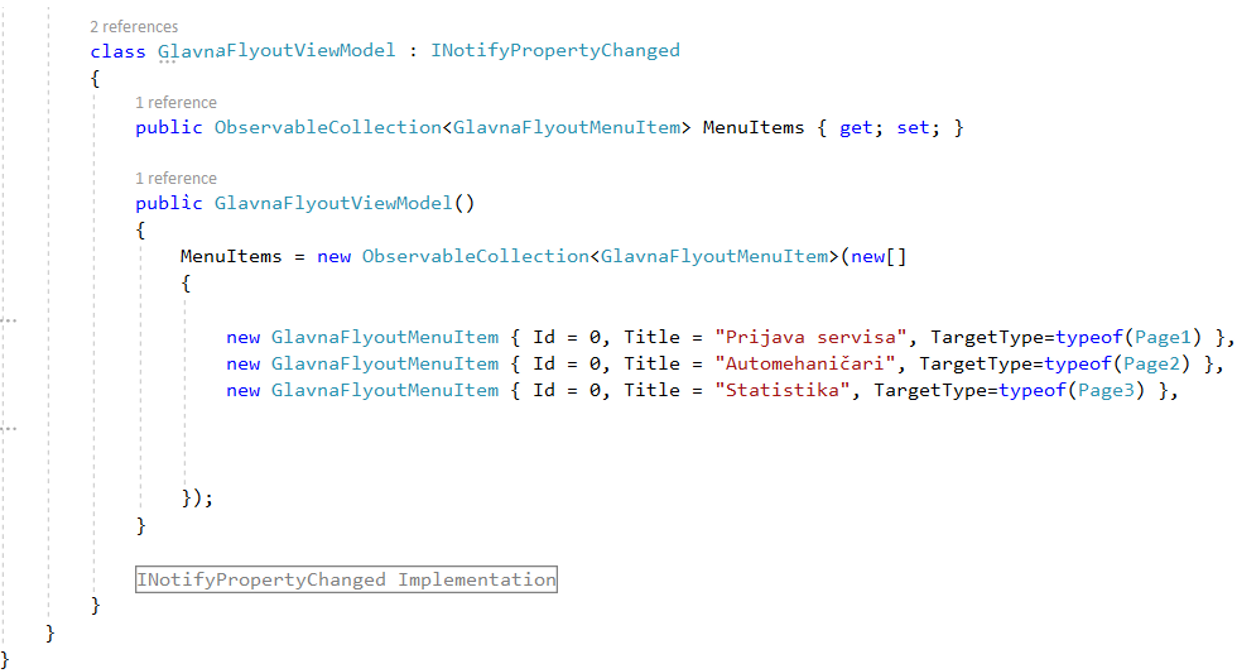 2 references
class GlavnaFlyoutViewModel : INotifyPropertyChanged
{
1 reference
public ObservableCollection<GlavnaFlyoutMenuItem> MenuItems { get; set; }
1 reference
public GlavnaFlyoutViewModel()
{
MenuItems = new ObservableCollection<GlavnaFlyoutMenuItem>(new[]
{
new GlavnaFlyoutMenuItem { Id = 0, Title = "Prijava servisa", TargetType=typeof(Page1) },
new GlavnaFlyoutMenuItem { Id = 0, Title = "Automehaničari", TargetType=typeof(Page2) },
new GlavnaFlyoutMenuItem { Id = 0, Title = "Statistika", TargetType=typeof(Page3) },
});
}
INotifyPropertyChanged Implementation
}
}
}